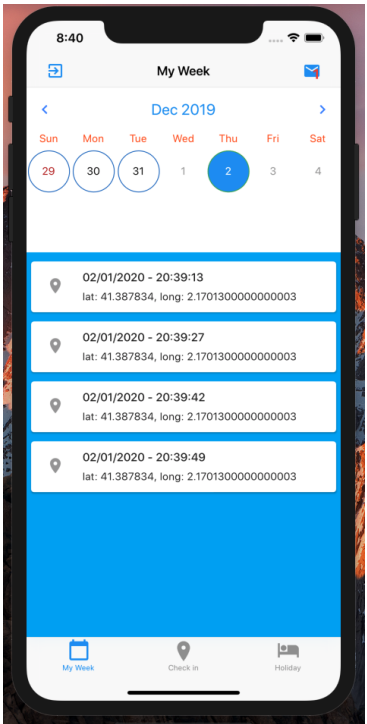 8:40
My Week
Dec 2019
Sun Mon Tue Wed Thu Fri Sat
29 30 31 1 2 3 4
02/01/2020 - 20:39:13
lat: 41.387834, long: 2.1701300000000003
02/01/2020 - 20:39:27
lat: 41.387834, long: 2.1701300000000003
02/01/2020 - 20:39:42
lat: 41.387834, long: 2.1701300000000003
02/01/2020 - 20:39:49
lat: 41.387834, long: 2.1701300000000003
My Week Check in Holiday